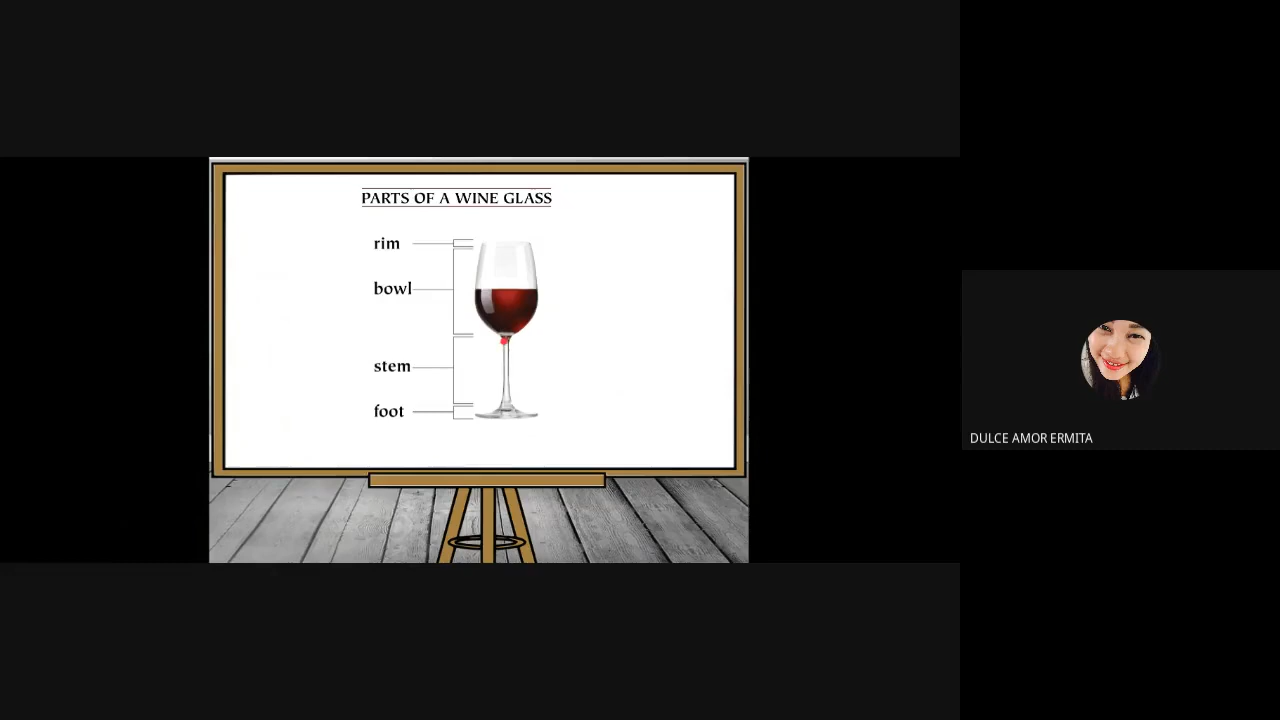 PARTS OF A WINE GLASS
rim
bowl
stem
foot
DULCE AMOR ERMITA